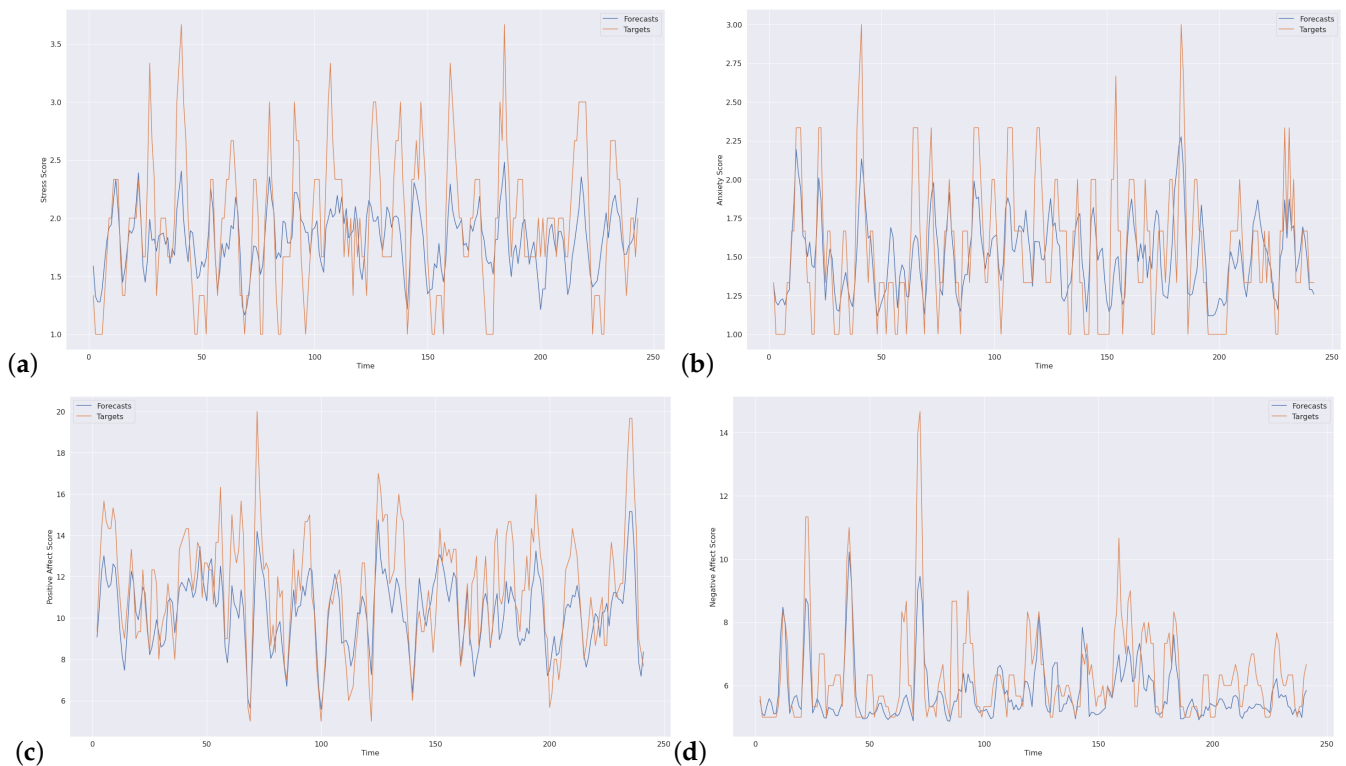 Forecasts
Targets
3.5
3.0
2.5
2.0
1.5
1.0
Stress Score
0 50 100 150 200 250
Time
(a)
Forecasts
Targets
3.00
2.75
2.50
2.25
2.00
1.75
1.50
1.25
1.00
Anxiety Score
0 50 100 150 200 250
Time
(b)
Forecasts
Targets
20
18
16
14
12
10
8
6
Positive Affect Score
0 50 100 150 200 250
Time
(c)
Forecasts
Targets
14
12
10
8
6
Negative Affect Score
0 50 100 150 200 250
Time
(d)